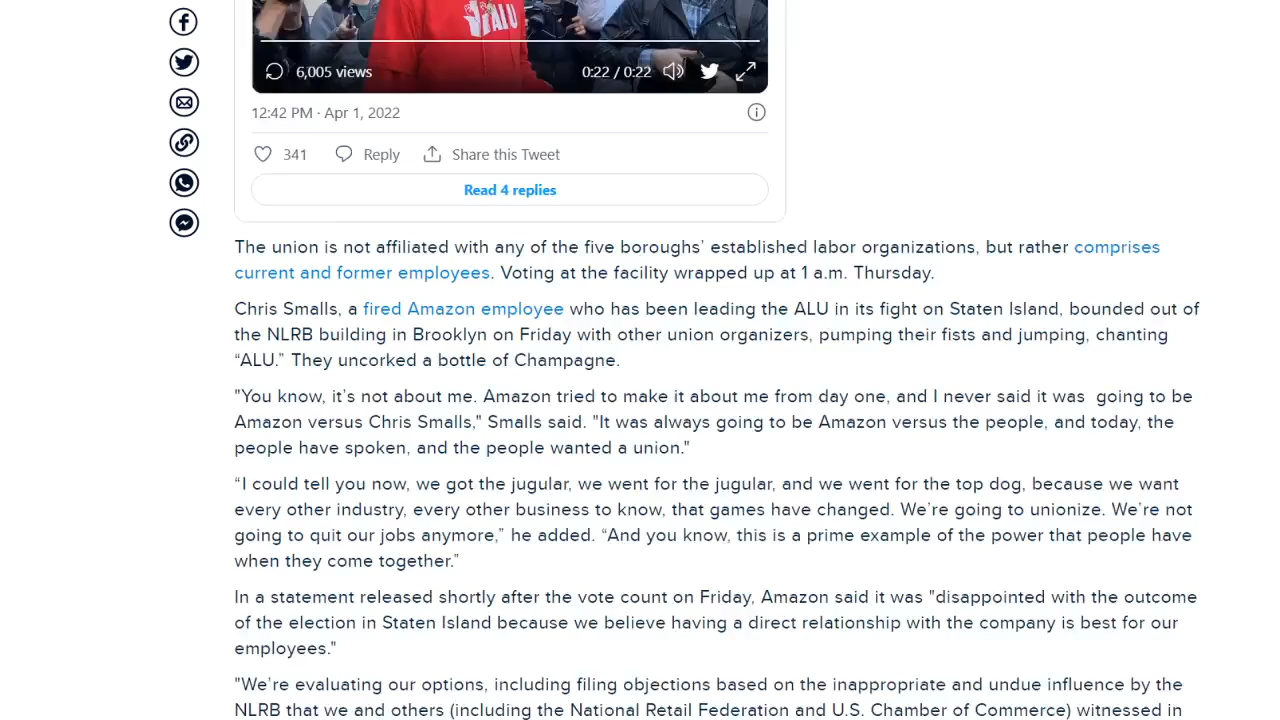 ALU
6,005 views
0:22 / 0:22
12:42 PM · Apr 1, 2022
341
Reply
Share this Tweet
Read 4 replies
The union is not affiliated with any of the five boroughs’ established labor organizations, but rather comprises
current and former employees. Voting at the facility wrapped up at 1 a.m. Thursday.
Chris Smalls, a fired Amazon employee who has been leading the ALU in its fight on Staten Island, bounded out of
the NLRB building in Brooklyn on Friday with other union organizers, pumping their fists and jumping, chanting
“ALU.” They uncorked a bottle of Champagne.
"You know, it’s not about me. Amazon tried to make it about me from day one, and I never said it was  going to be
Amazon versus Chris Smalls," Smalls said. "It was always going to be Amazon versus the people, and today, the
people have spoken, and the people wanted a union."
“I could tell you now, we got the jugular, we went for the jugular, and we went for the top dog, because we want
every other industry, every other business to know, that games have changed. We’re going to unionize. We’re not
going to quit our jobs anymore,” he added. “And you know, this is a prime example of the power that people have
when they come together.”
In a statement released shortly after the vote count on Friday, Amazon said it was "disappointed with the outcome
of the election in Staten Island because we believe having a direct relationship with the company is best for our
employees."
"We’re evaluating our options, including filing objections based on the inappropriate and undue influence by the
NLRB that we and others (including the National Retail Federation and U.S. Chamber of Commerce) witnessed in